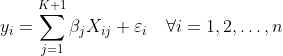 y_i = \sum_{j=1}^{K+1} \beta_j X_{ij} + \varepsilon_i \quad \forall i = 1, 2, \ldots, n